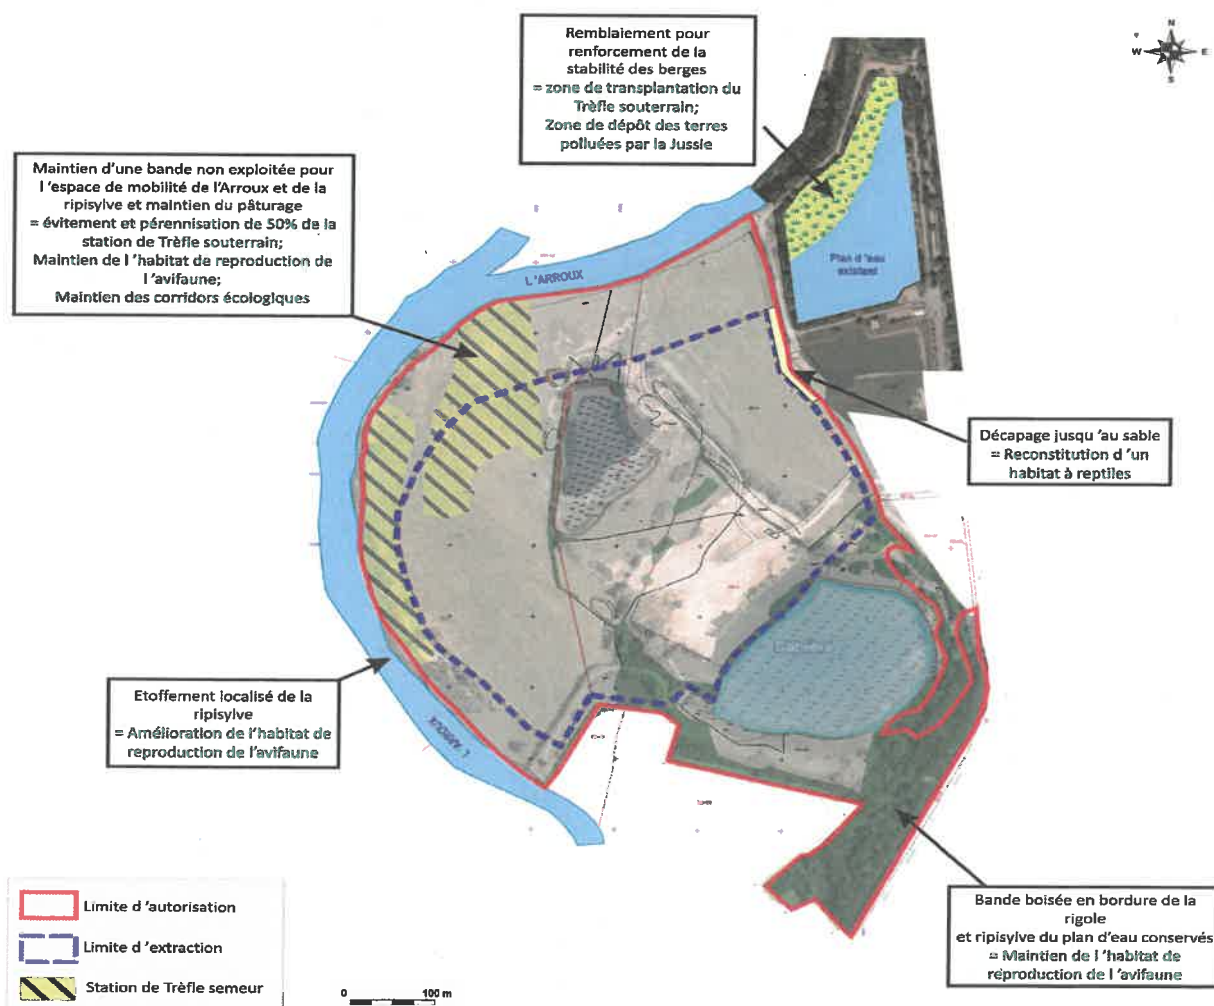 Remblaiement pour
renforcement de la
stabilité des berges
= zone de transplantation du
Trèfle souterrain;
Zone de dépôt des terres
polluées par la Jussie
N
W
E
S
Maintien d'une bande non exploitée pour
l 'espace de mobilité de l'Arroux et de la
ripisylve et maintien du pâturage
= évitement et pérennisation de 50% de la
station de Trèfle souterrain;
Maintien de l 'habitat de reproduction de
l 'avifaune;
Maintien des corridors écologiques
Plan d 'eau
existant
L 'ARROUX
Décapage jusqu 'au sable
= Reconstitution d 'un
habitat à reptiles
Etoffement localisé de la
ripisylve
= Amélioration de l'habitat de
reproduction de l'avifaune
L 'ARROUX
Bande boisée en bordure de la
rigole
et ripisylve du plan d'eau conservés
= Maintien de l 'habitat de
reproduction de l 'avifaune
Limite d 'autorisation
Limite d 'extraction
Station de Trèfle semeur
0 100 m